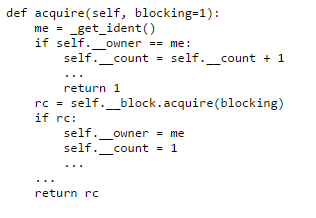 def acquire(self, blocking=1):
    me = _get_ident()
    if self.__owner == me:
        self.__count = self.__count + 1
        ...
        return 1
    rc = self.__block.acquire(blocking)
    if rc:
        self.__owner = me
        self.__count = 1
        ...
    ...
    return rc